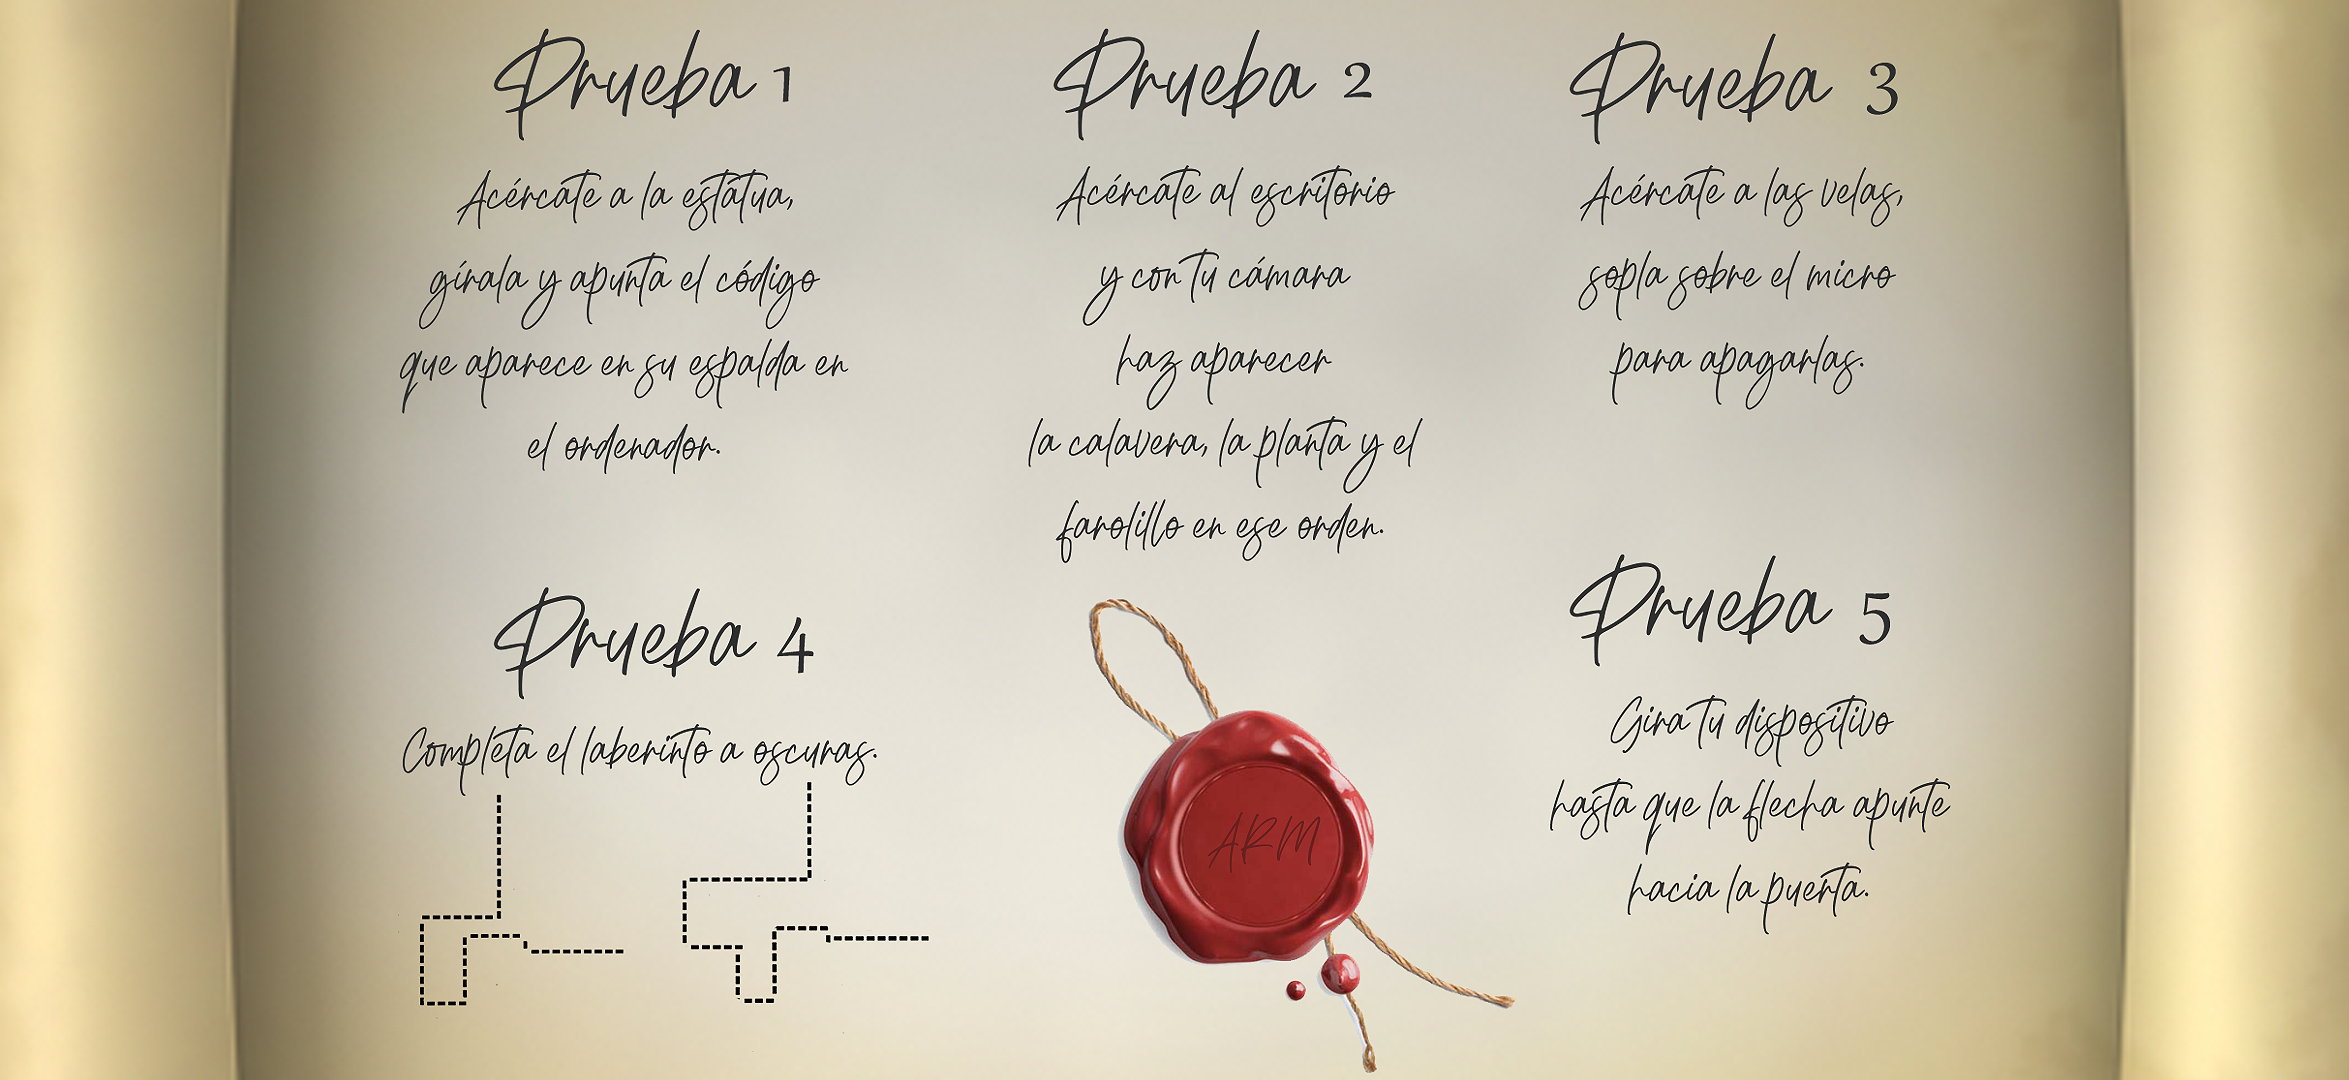 Prueba 1
Acércate a la estatua,
gírala y apunta el código
que aparece en su espalda en
el ordenador.
Prueba 2
Acércate al escritorio
y con tu cámara
haz aparecer
la calavera, la planta y el
farolillo en ese orden.
Prueba 3
Acércate a las velas,
sopla sobre el micro
para apagarlas.
Prueba 4
Completa el laberinto a oscuras.
ARM
Prueba 5
Gira tu dispositivo
hasta que la flecha apunte
hacia la puerta.